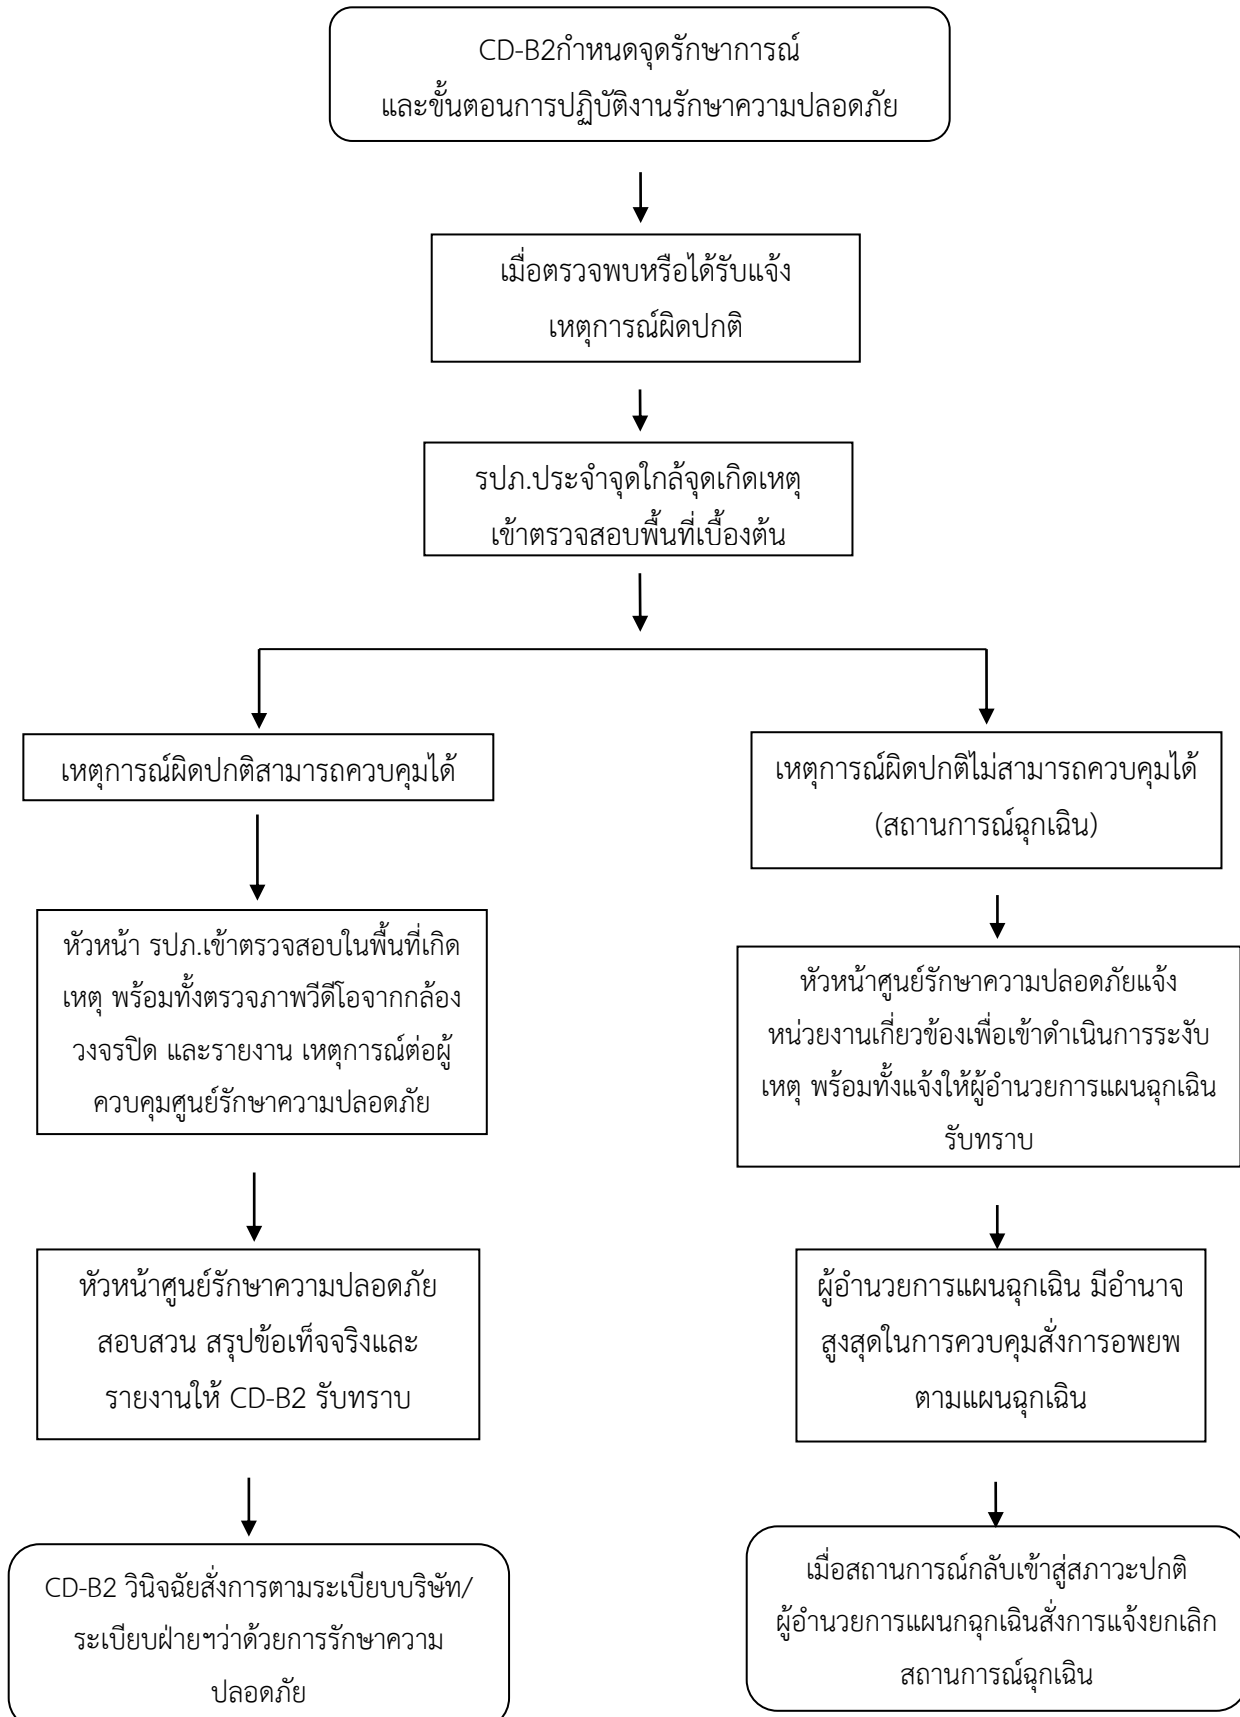 CD-B2กำหนดจุดรักษาการณ์
และขั้นตอนการปฏิบัติงานรักษาความปลอดภัย
เมื่อตรวจพบหรือได้รับแจ้ง
เหตุการณ์ผิดปกติ
รปภ.ประจำจุดใกล้จุดเกิดเหตุ
เข้าตรวจสอบพื้นที่เบื้องต้น
เหตุการณ์ผิดปกติสามารถควบคุมได้
หัวหน้า รปภ.เข้าตรวจสอบในพื้นที่เกิด
เหตุ พร้อมทั้งตรวจภาพวีดีโอจากกล้อง
วงจรปิด และรายงาน เหตุการณ์ต่อผู้
ควบคุมศูนย์รักษาความปลอดภัย
หัวหน้าศูนย์รักษาความปลอดภัย
สอบสวน สรุปข้อเท็จจริงและ
รายงานให้ CD-B2 รับทราบ
CD-B2 วินิจฉัยสั่งการตามระเบียบบริษัท/
ระเบียบฝ่ายฯว่าด้วยการรักษาความ
ปลอดภัย
เหตุการณ์ผิดปกติไม่สามารถควบคุมได้
(สถานการณ์ฉุกเฉิน)
หัวหน้าศูนย์รักษาความปลอดภัยแจ้ง
หน่วยงานเกี่ยวข้องเพื่อเข้าดำเนินการระงับ
เหตุ พร้อมทั้งแจ้งให้ผู้อำนวยการแผนฉุกเฉิน
รับทราบ
ผู้อำนวยการแผนฉุกเฉิน มีอำนาจ
สูงสุดในการควบคุมสั่งการอพยพ
ตามแผนฉุกเฉิน
เมื่อสถานการณ์กลับเข้าสู่สภาวะปกติ
ผู้อำนวยการแผนกฉุกเฉินสั่งการแจ้งยกเลิก
สถานการณ์ฉุกเฉิน